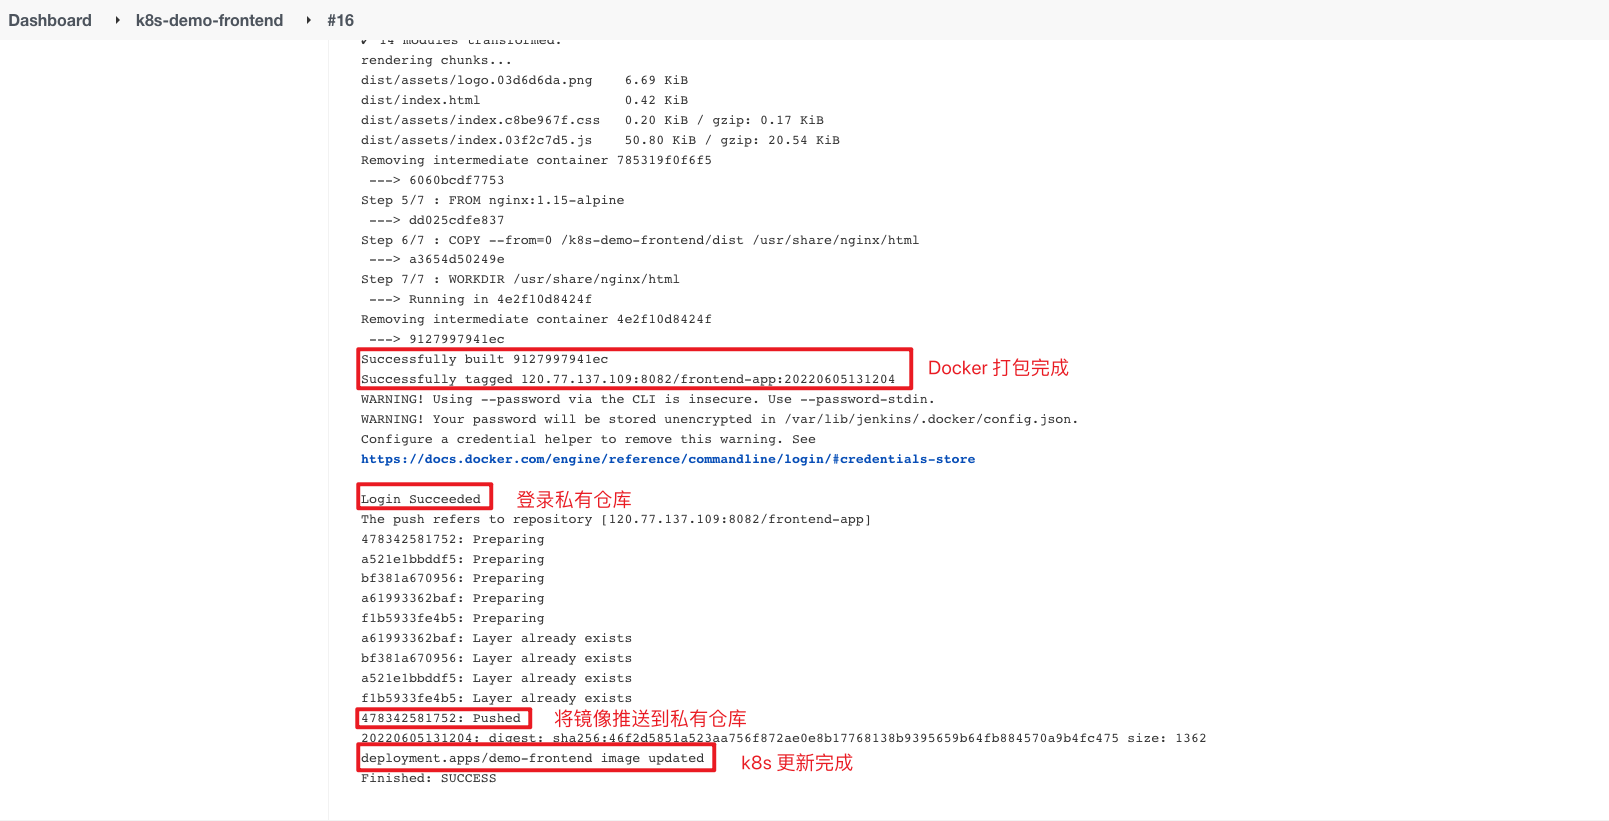 Dashboard ▸ k8s-demo-frontend ▸ #16
✓ 14 modules transformed.
rendering chunks...
dist/assets/logo.03d6d6da.png    6.69 KiB
dist/index.html                  0.42 KiB
dist/assets/index.c8be967f.css   0.20 KiB / gzip: 0.17 KiB
dist/assets/index.03f2c7d5.js    50.80 KiB / gzip: 20.54 KiB
Removing intermediate container 785319f0f6f5
 ---> 6060bcdf7753
Step 5/7 : FROM nginx:1.15-alpine
 ---> dd025cdfe837
Step 6/7 : COPY --from=0 /k8s-demo-frontend/dist /usr/share/nginx/html
 ---> a3654d50249e
Step 7/7 : WORKDIR /usr/share/nginx/html
 ---> Running in 4e2f10d8424f
Removing intermediate container 4e2f10d8424f
 ---> 9127997941ec
Successfully built 9127997941ec
Successfully tagged 120.77.137.109:8082/frontend-app:20220605131204
Docker 打包完成
WARNING! Using --password via the CLI is insecure. Use --password-stdin.
WARNING! Your password will be stored unencrypted in /var/lib/jenkins/.docker/config.json.
Configure a credential helper to remove this warning. See
https://docs.docker.com/engine/reference/commandline/login/#credentials-store
Login Succeeded
登录私有仓库
The push refers to repository [120.77.137.109:8082/frontend-app]
478342581752: Preparing
a521e1bbddf5: Preparing
bf381a670956: Preparing
a61993362baf: Preparing
f1b5933fe4b5: Preparing
a61993362baf: Layer already exists
bf381a670956: Layer already exists
a521e1bbddf5: Layer already exists
f1b5933fe4b5: Layer already exists
478342581752: Pushed
将镜像推送到私有仓库
20220605131204: digest: sha256:46f2d5851a523aa756f872ae0e8b17768138b9395659b64fb884570a9b4fc475 size: 1362
deployment.apps/demo-frontend image updated
k8s 更新完成
Finished: SUCCESS